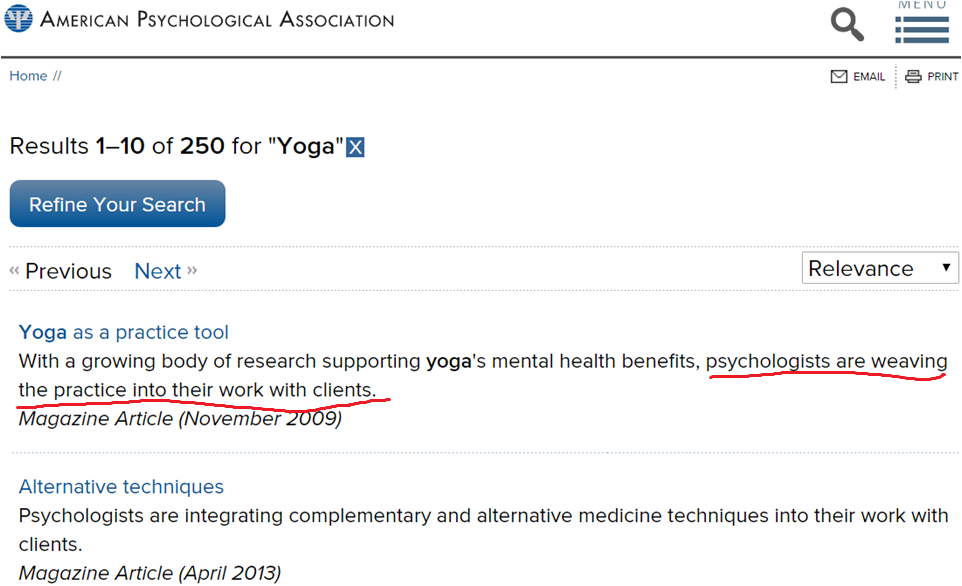 AMERICAN PSYCHOLOGICAL ASSOCIATION
MENU
Home //
EMAIL
PRINT
Results 1–10 of 250 for "Yoga" X
Refine Your Search
« Previous Next »
Relevance
Yoga as a practice tool
With a growing body of research supporting yoga's mental health benefits, psychologists are weaving
the practice into their work with clients.
Magazine Article (November 2009)
Alternative techniques
Psychologists are integrating complementary and alternative medicine techniques into their work with
clients.
Magazine Article (April 2013)